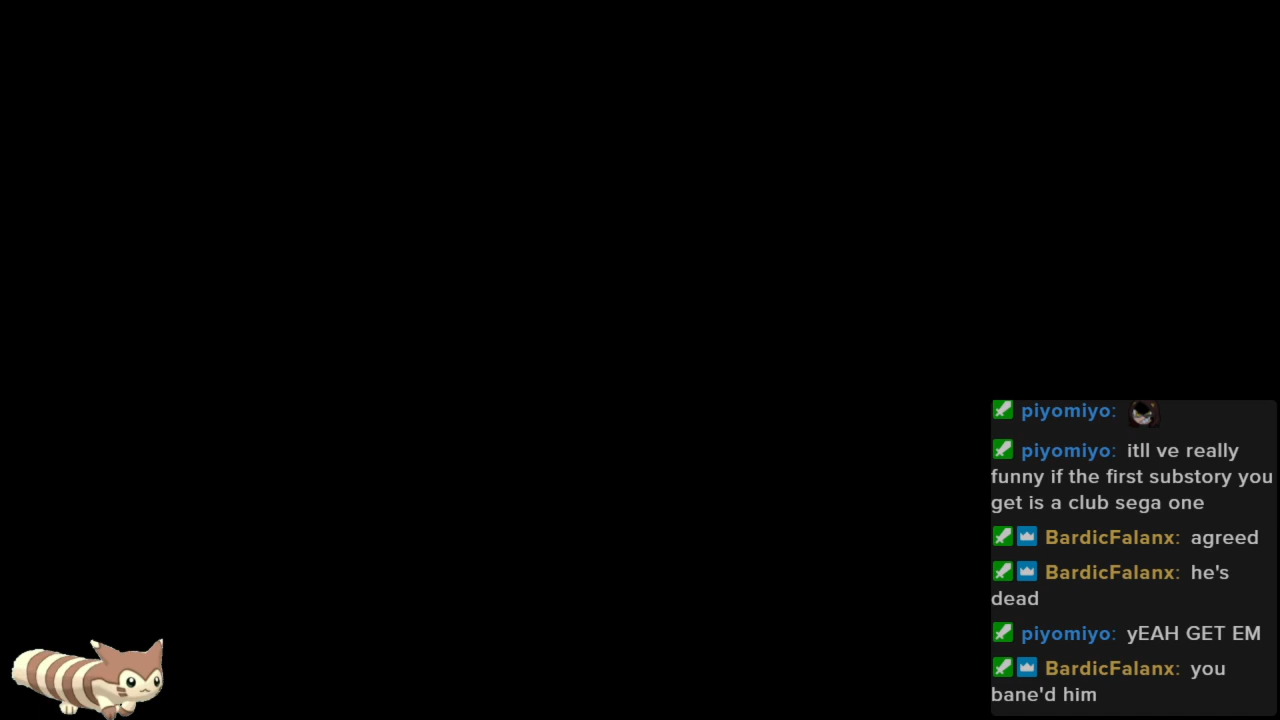 piyomiyo:
piyomiyo: itll ve really
funny if the first substory you
get is a club sega one
BardicFalanx: agreed
BardicFalanx: he's
dead
piyomiyo: yEAH GET EM
BardicFalanx: you
bane'd him